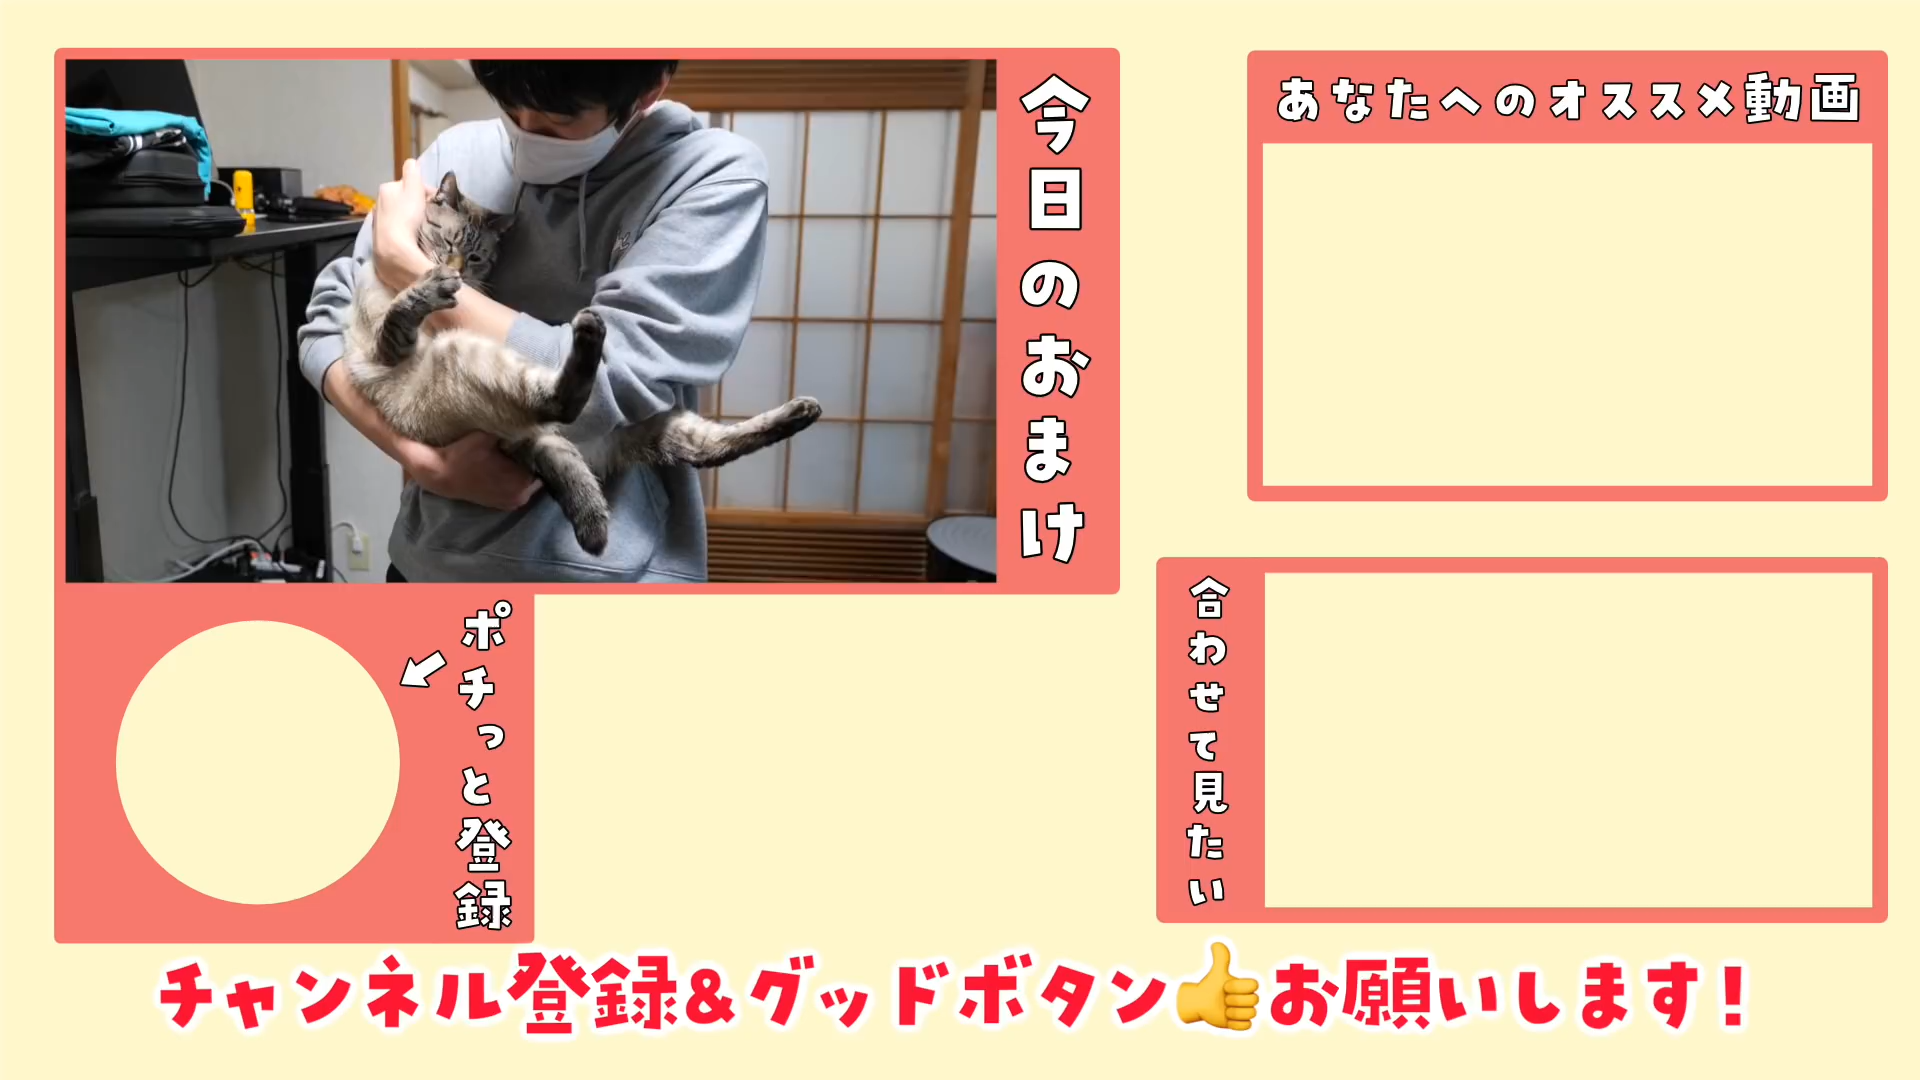 今日のおまけ
あなたへのオススメ動画
ポチっと登録
合わせて見たい
チャンネル登録&グッドボタン👍お願いします!